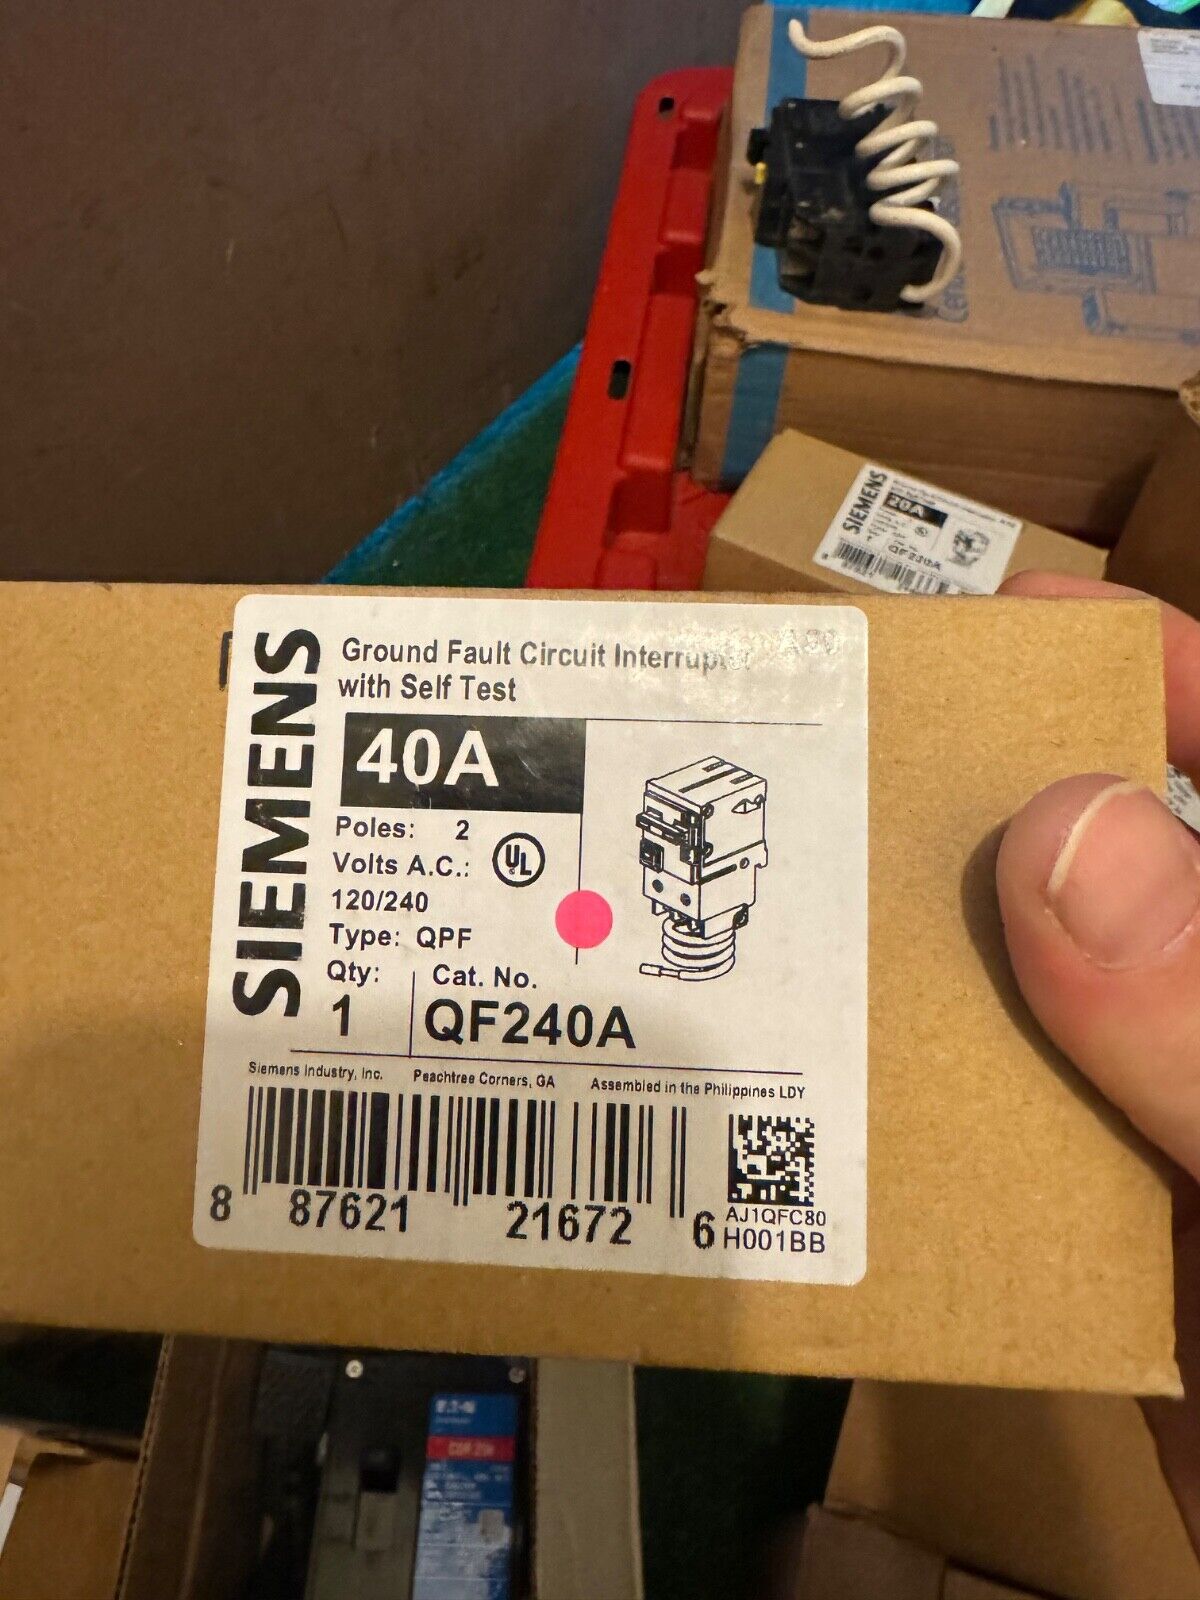 SIEMENS
20A
QF220A
SIEMENS
Ground Fault Circuit Interrupter
with Self Test
40A
Poles: 2
Volts A.C.:
UL
120/240
Type: QPF
Qty: Cat. No.
1 QF240A
Siemens Industry, Inc. Peachtree Corners, GA Assembled in the Philippines LDY
8 87621 21672 6
AJ1QFC80
H001BB